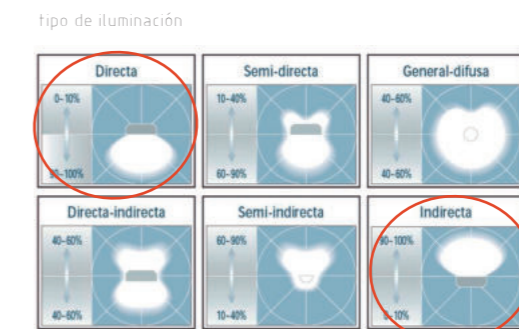 tipo de iluminación
Directa
0-10%
90-100%
Semi-directa
10-40%
60-90%
General-difusa
40-60%
40-60%
Directa-indirecta
40-60%
40-60%
Semi-indirecta
60-90%
10-40%
Indirecta
90-100%
0-10%